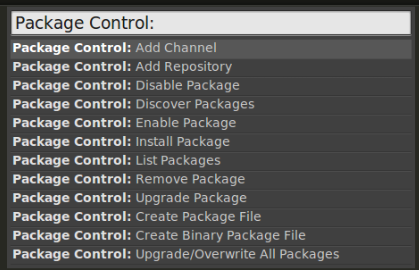 Package Control:
Package Control: Add Channel
Package Control: Add Repository
Package Control: Disable Package
Package Control: Discover Packages
Package Control: Enable Package
Package Control: Install Package
Package Control: List Packages
Package Control: Remove Package
Package Control: Upgrade Package
Package Control: Create Package File
Package Control: Create Binary Package File
Package Control: Upgrade/Overwrite All Packages